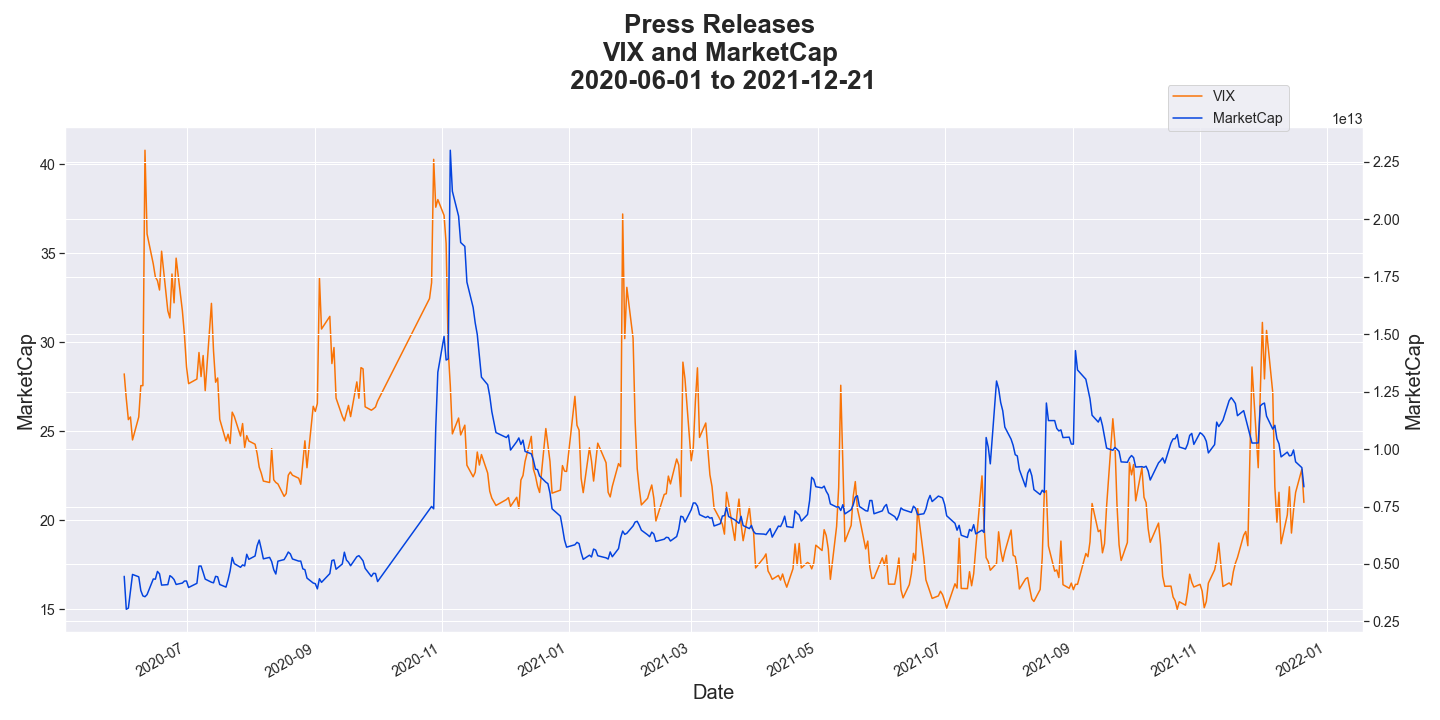 Press Releases
VIX and MarketCap
2020-06-01 to 2021-12-21
VIX
MarketCap
1e13
40
35
30
25
20
15
MarketCap
2.25
2.00
1.75
1.50
1.25
1.00
0.75
0.50
0.25
MarketCap
2020-07
2020-09
2020-11
2021-01
2021-03
2021-05
2021-07
2021-09
2021-11
2022-01
Date